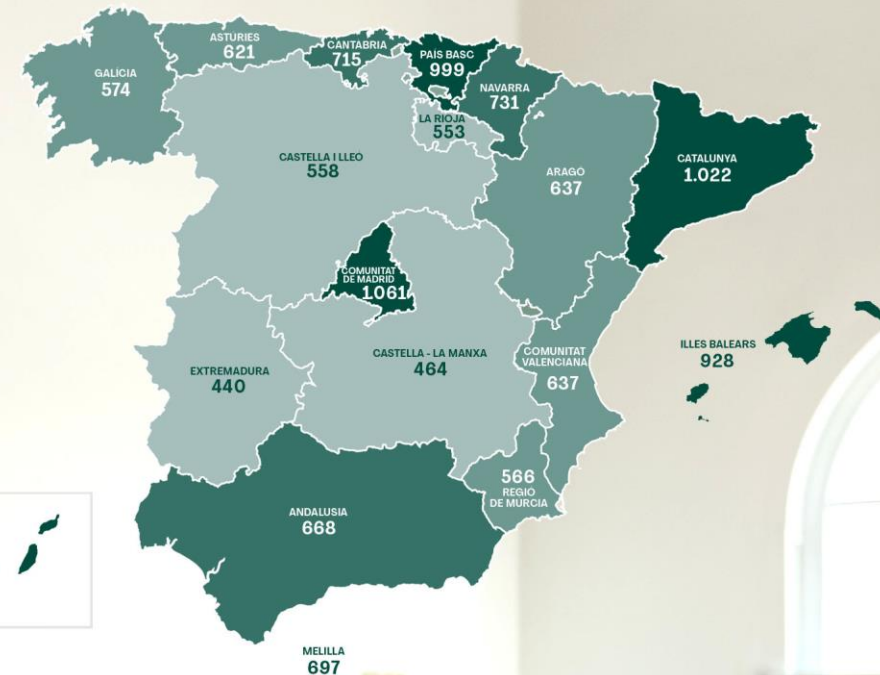 ASTURIES
621
CANTABRIA
715
PAÍS BASC
999
GALÍCIA
574
NAVARRA
731
LA RIOJA
553
CASTELLA I LLEÓ
558
ARAGÓ
637
CATALUNYA
1.022
COMUNITAT
DE MADRID
1.061
CASTELLA - LA MANXA
464
COMUNITAT
VALENCIANA
637
ILLES BALEARS
928
EXTREMADURA
440
566
REGIÓ
DE MURCIA
ANDALUSIA
668
MELILLA
697